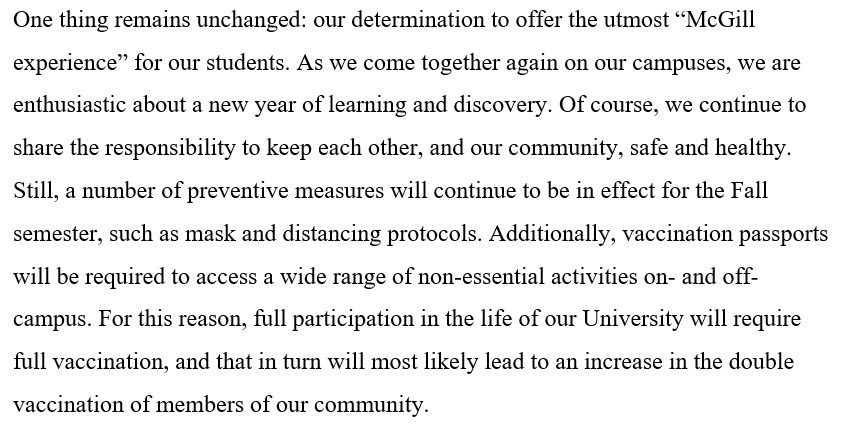 One thing remains unchanged: our determination to offer the utmost “McGill
experience” for our students. As we come together again on our campuses, we are
enthusiastic about a new year of learning and discovery. Of course, we continue to
share the responsibility to keep each other, and our community, safe and healthy.
Still, a number of preventive measures will continue to be in effect for the Fall
semester, such as mask and distancing protocols. Additionally, vaccination passports
will be required to access a wide range of non-essential activities on- and off-
campus. For this reason, full participation in the life of our University will require
full vaccination, and that in turn will most likely lead to an increase in the double
vaccination of members of our community.